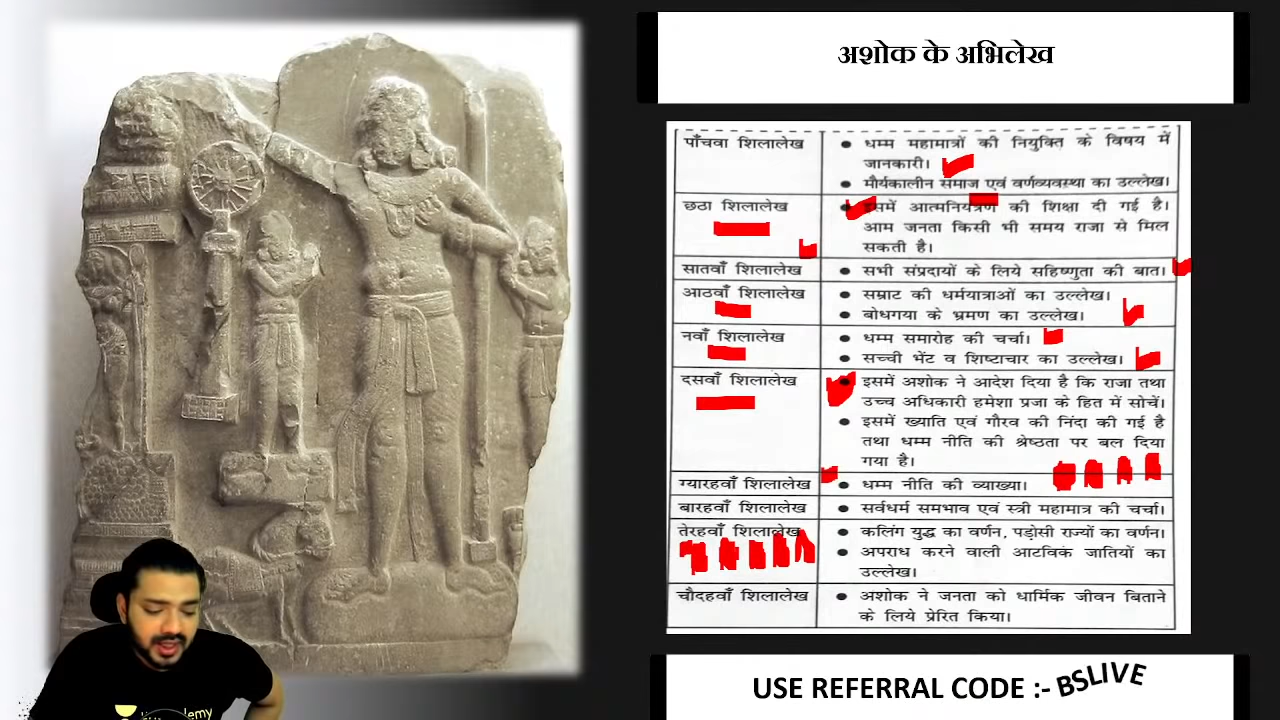 अशोक के अभिलेख
पाँचवा शिलालेख
धम्म महामात्रों की नियुक्ति के विषय में
जानकारी।
मौर्यकालीन समाज एवं वर्णव्यवस्था का उल्लेख।
छठा शिलालेख
इसमें आत्मनियंत्रण की शिक्षा दी गई है।
आम जनता किसी भी समय राजा से मिल
सकती है।
सातवाँ शिलालेख
सभी संप्रदायों के लिये सहिष्णुता की बात।
आठवाँ शिलालेख
सम्राट की धर्मयात्राओं का उल्लेख।
बोधगया के भ्रमण का उल्लेख।
नवाँ शिलालेख
धम्म समारोह की चर्चा।
सच्ची भेंट व शिष्टाचार का उल्लेख।
दसवाँ शिलालेख
इसमें अशोक ने आदेश दिया है कि राजा तथा
उच्च अधिकारी हमेशा प्रजा के हित में सोचें।
इसमें ख्याति एवं गौरव की निंदा की गई है
तथा धम्म नीति की श्रेष्ठता पर बल दिया
गया है।
ग्यारहवाँ शिलालेख
धम्म नीति की व्याख्या।
बारहवाँ शिलालेख
सर्वधर्म समभाव एवं स्त्री महामात्र की चर्चा।
तेरहवाँ शिलालेख
कलिंग युद्ध का वर्णन, पड़ोसी राज्यों का वर्णन।
अपराध करने वाली आटविक जातियों का
उल्लेख।
चौदहवाँ शिलालेख
अशोक ने जनता को धार्मिक जीवन बिताने
के लिये प्रेरित किया।
USE REFERRAL CODE :- BSLIVE